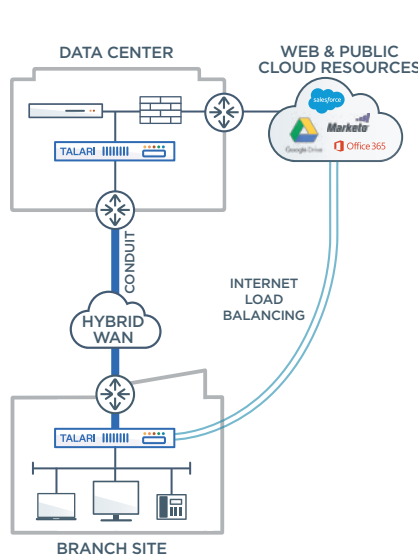 DATA CENTER
WEB & PUBLIC
CLOUD RESOURCES
salesforce
Marketo
Google Drive
Office 365
TALARI
CONDUIT
INTERNET
LOAD
BALANCING
HYBRID
WAN
TALARI
BRANCH SITE